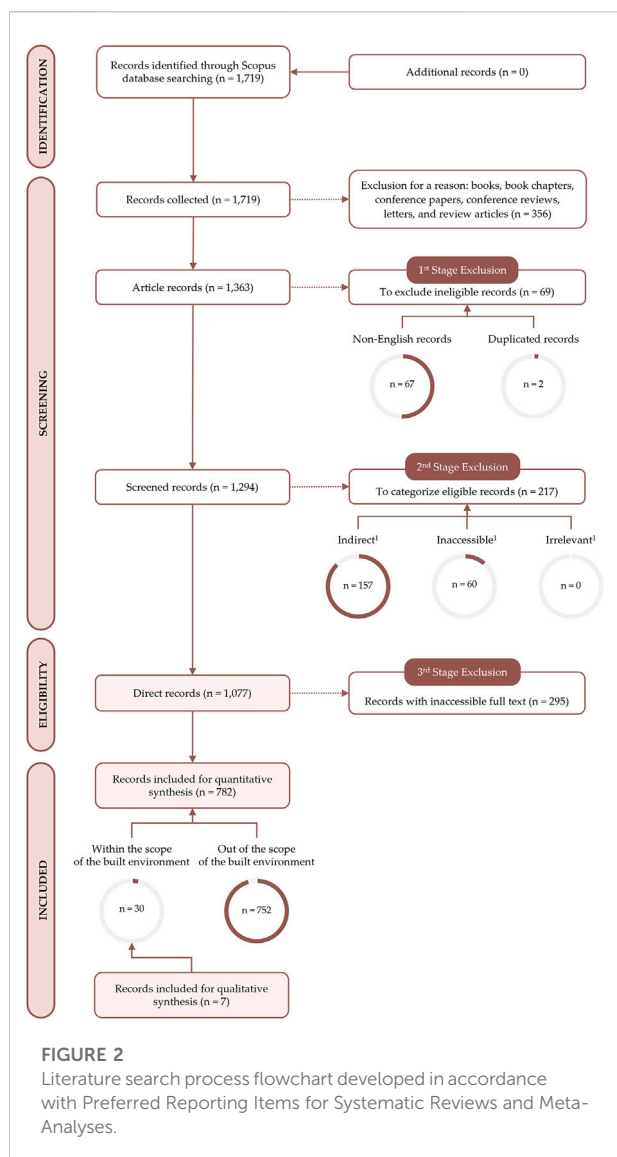 IDENTIFICATION
Records identified through Scopus
database searching (n = 1,719)
Additional records (n = 0)
SCREENING
Records collected (n = 1,719)
Exclusion for a reason: books, book chapters,
conference papers, conference reviews,
letters, and review articles (n = 356)
Article records (n = 1,363)
1st Stage Exclusion
To exclude ineligible records (n = 69)
Non-English records
Duplicated records
n = 67
n = 2
Screened records (n = 1,294)
2nd Stage Exclusion
To categorize eligible records (n = 217)
Indirect¹
Inaccessible¹
Irrelevant¹
n = 157
n = 60
n = 0
ELIGIBILITY
Direct records (n = 1,077)
3rd Stage Exclusion
Records with inaccessible full text (n = 295)
INCLUDED
Records included for quantitative
synthesis (n = 782)
Within the scope
of the built environment
Out of the scope
of the built environment
n = 30
n = 752
Records included for qualitative
synthesis (n = 7)
FIGURE 2
Literature search process flowchart developed in accordance
with Preferred Reporting Items for Systematic Reviews and Meta-
Analyses.